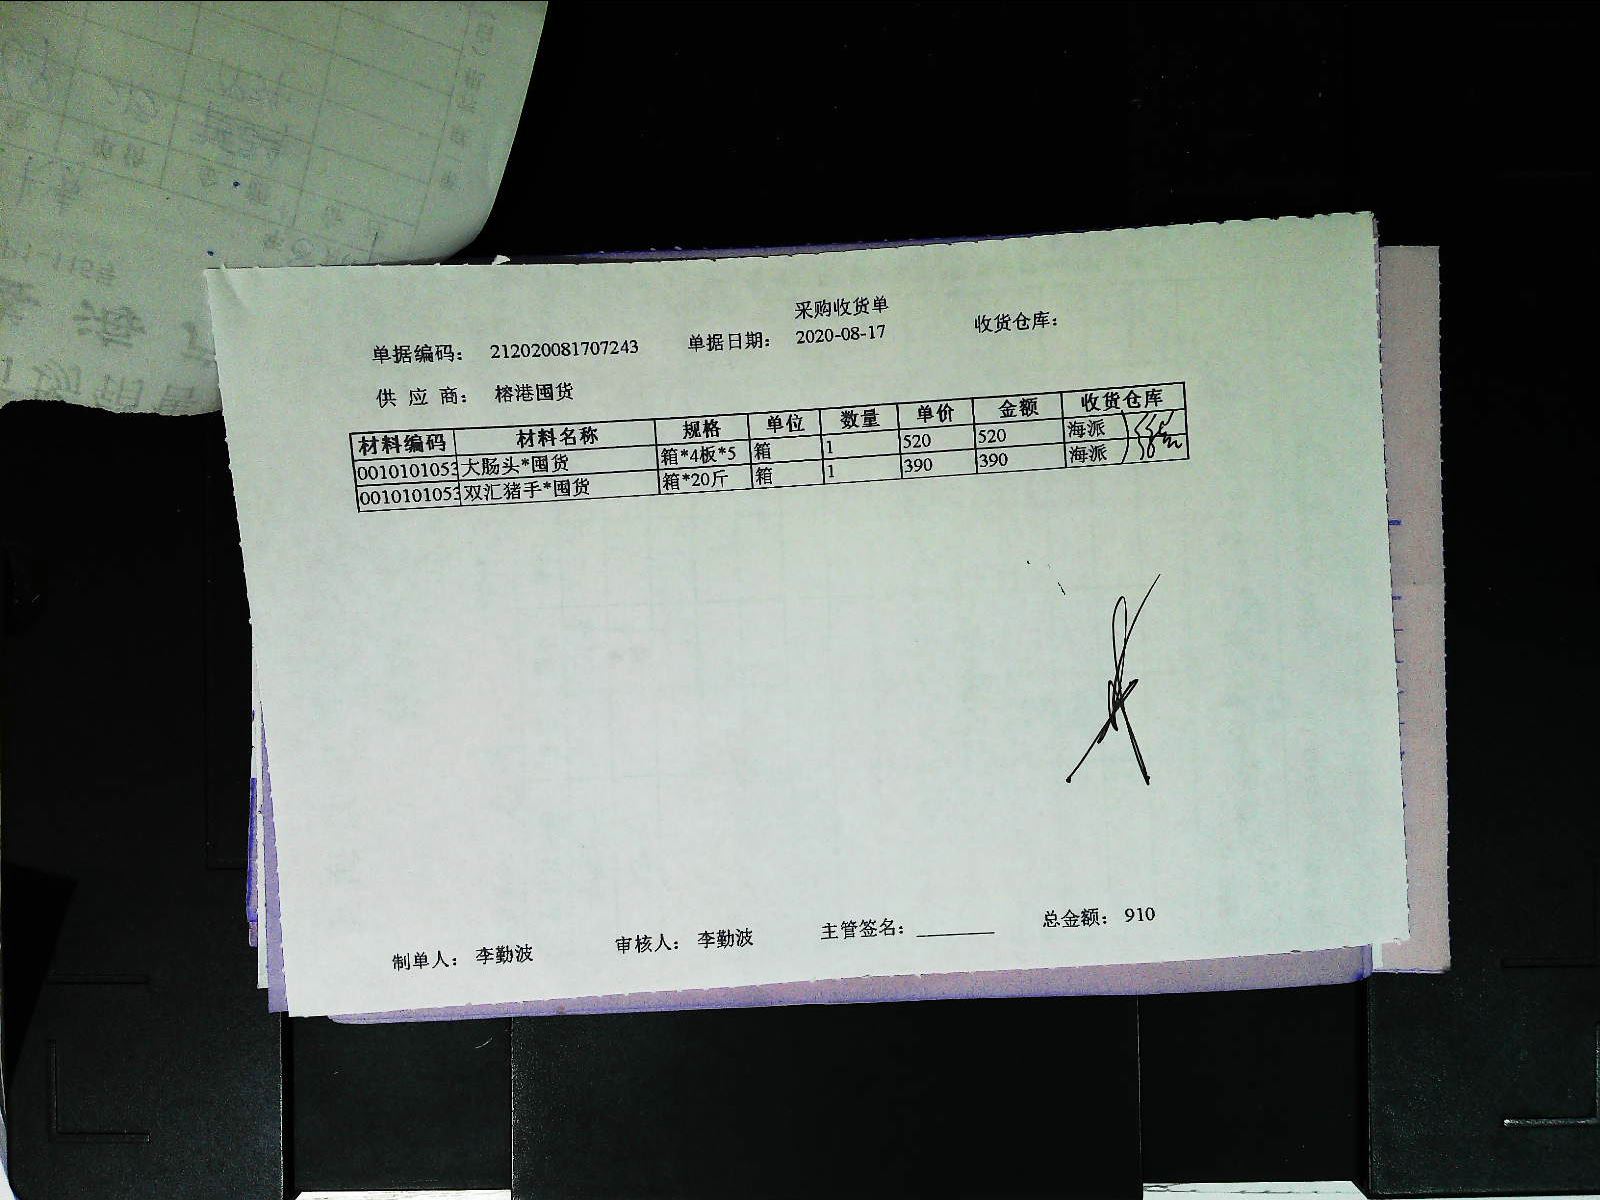 采购收货单
单据编码： 212020081707243 单据日期： 2020-08-17 收货仓库：
供 应 商： 榕港囤货
材料编码 材料名称 规格 单位 数量 单价 金额 收货仓库
0010101053 大肠头*囤货 箱*4板*5 箱 1 520 520 海派
0010101053 双汇猪手*囤货 箱*20斤 箱 1 390 390 海派
制单人： 李勤波 审核人： 李勤波 主管签名： 总金额： 910